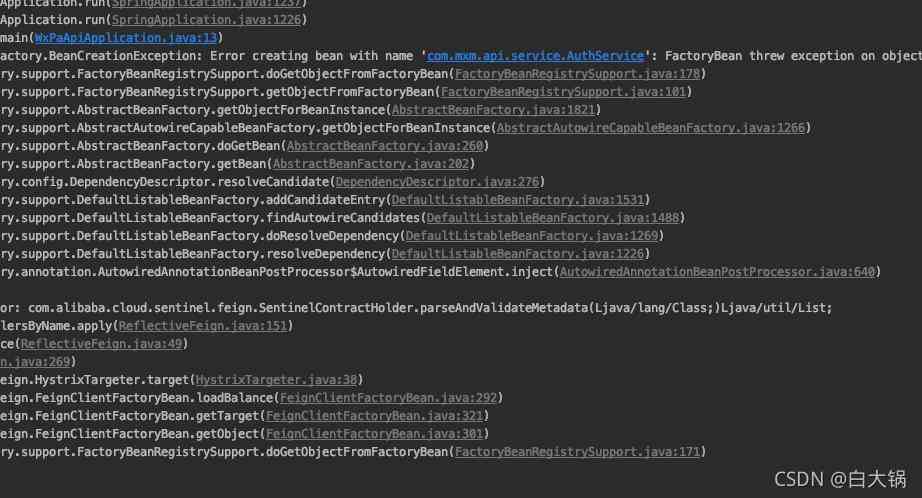 Application.run(SpringApplication.java:1237)
Application.run(SpringApplication.java:1226)
main(WxPaApiApplication.java:13)
actory.BeanCreationException: Error creating bean with name 'com.mxm.api.service.AuthService': FactoryBean threw exception on object
ry.support.FactoryBeanRegistrySupport.doGetObjectFromFactoryBean(FactoryBeanRegistrySupport.java:178)
ry.support.FactoryBeanRegistrySupport.getObjectFromFactoryBean(FactoryBeanRegistrySupport.java:101)
ry.support.AbstractBeanFactory.getObjectForBeanInstance(AbstractBeanFactory.java:1821)
ry.support.AbstractAutowireCapableBeanFactory.getObjectForBeanInstance(AbstractAutowireCapableBeanFactory.java:1266)
ry.support.AbstractBeanFactory.doGetBean(AbstractBeanFactory.java:260)
ry.support.AbstractBeanFactory.getBean(AbstractBeanFactory.java:202)
ry.config.DependencyDescriptor.resolveCandidate(DependencyDescriptor.java:276)
ry.support.DefaultListableBeanFactory.addCandidateEntry(DefaultListableBeanFactory.java:1531)
ry.support.DefaultListableBeanFactory.findAutowireCandidates(DefaultListableBeanFactory.java:1488)
ry.support.DefaultListableBeanFactory.doResolveDependency(DefaultListableBeanFactory.java:1269)
ry.support.DefaultListableBeanFactory.resolveDependency(DefaultListableBeanFactory.java:1226)
ry.annotation.AutowiredAnnotationBeanPostProcessor$AutowiredFieldElement.inject(AutowiredAnnotationBeanPostProcessor.java:640)
or: com.alibaba.cloud.sentinel.feign.SentinelContractHolder.parseAndValidateMetadata(Ljava/lang/Class;)Ljava/util/List;
lersByName.apply(ReflectiveFeign.java:151)
ce(ReflectiveFeign.java:49)
n.java:269)
eign.HystrixTargeter.target(HystrixTargeter.java:38)
eign.FeignClientFactoryBean.loadBalance(FeignClientFactoryBean.java:292)
eign.FeignClientFactoryBean.getTarget(FeignClientFactoryBean.java:321)
eign.FeignClientFactoryBean.getObject(FeignClientFactoryBean.java:301)
ry.support.FactoryBeanRegistrySupport.doGetObjectFromFactoryBean(FactoryBeanRegistrySupport.java:171)
CSDN @白大锅